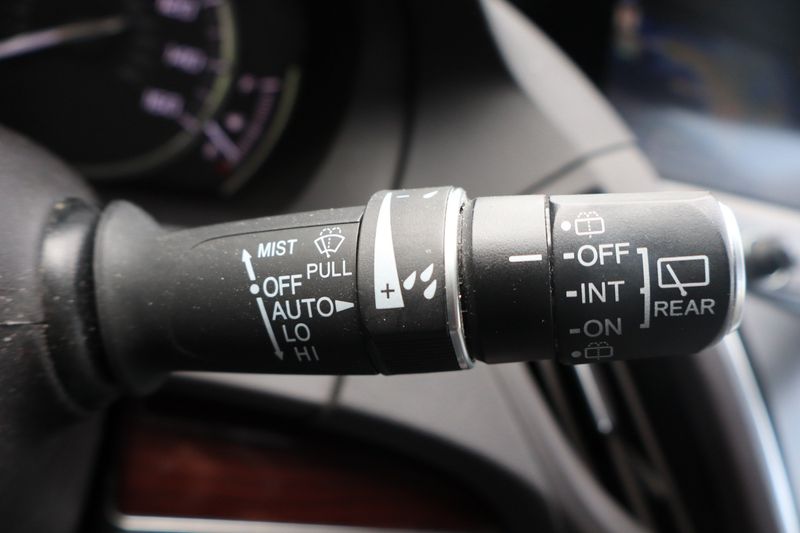 MIST
PULL
OFF
AUTO
LO
HI
+
OFF
INT
ON
REAR